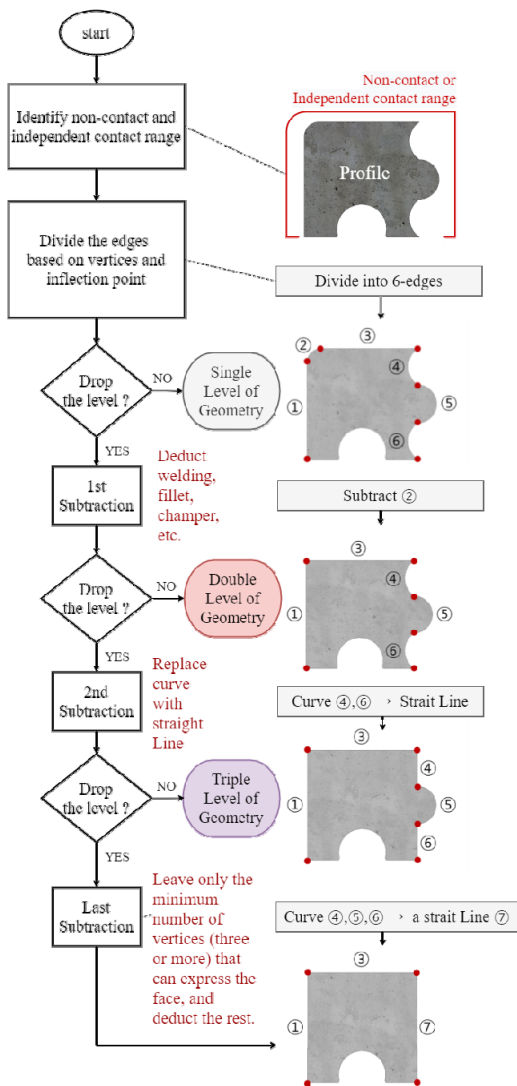 start
Identify non-contact and
independent contact range
Non-contact or
Independent contact range
Profile
Divide the edges
based on vertices and
inflection point
Divide into 6-edges
Drop
the level ?
NO
Single
Level of
Geometry
②
③
④
①
⑤
⑥
YES
1st
Subtraction
Deduct
welding,
fillet,
champer,
etc.
Subtract ②
Drop
the level ?
NO
Double
Level of
Geometry
③
④
①
⑤
⑥
YES
2nd
Subtraction
Replace
curve
with
straight
Line
Curve ④,⑥ → Strait Line
Drop
the level ?
NO
Triple
Level of
Geometry
③
④
①
⑤
⑥
YES
Last
Subtraction
Leave only the
minimum
number of
vertices (three
or more) that
can express the
face, and
deduct the rest.
Curve ④,⑤,⑥ → a strait Line ⑦
③
①
⑦